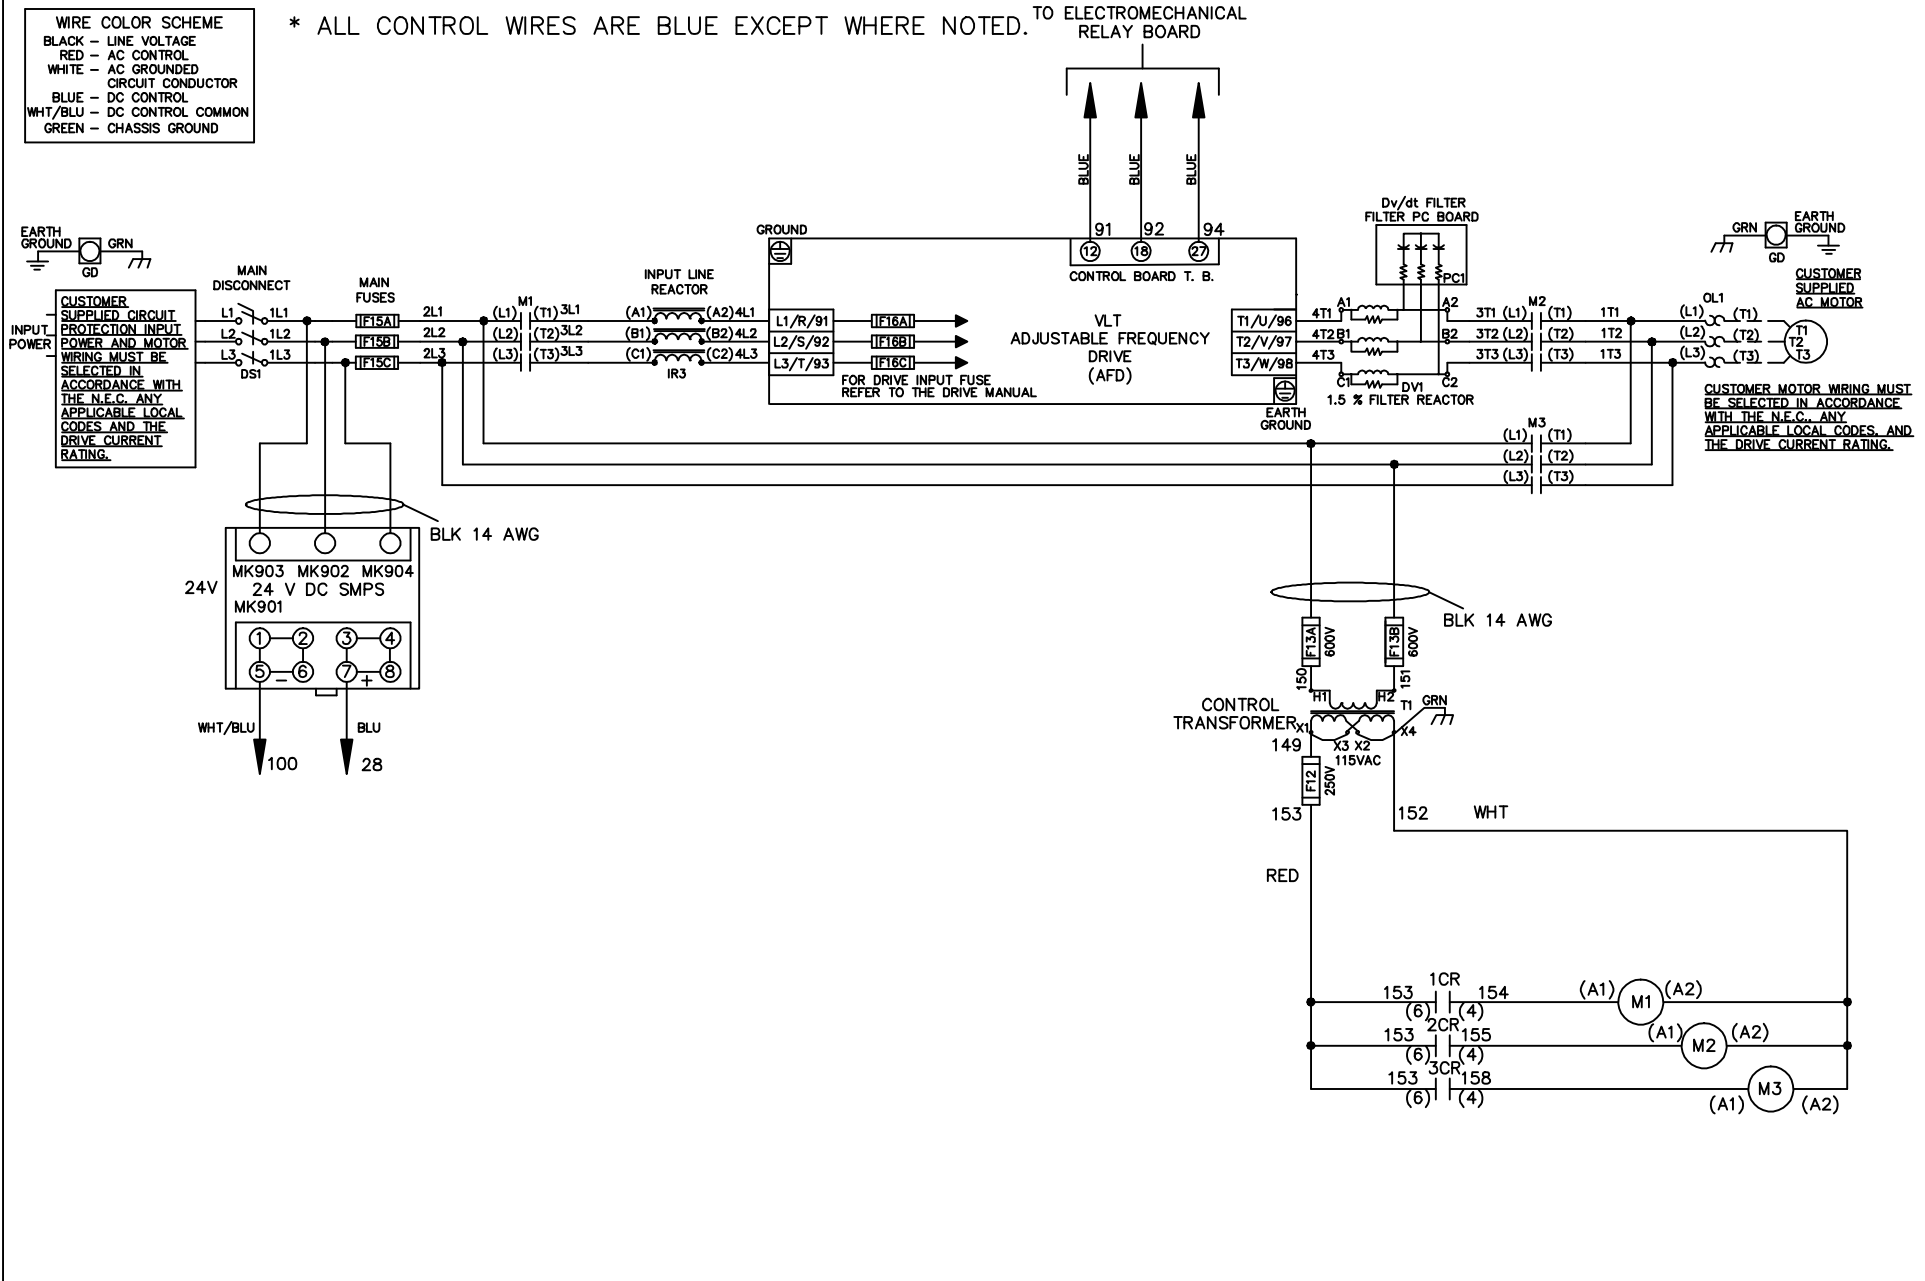 WIRE COLOR SCHEME
BLACK – LINE VOLTAGE
RED – AC CONTROL
WHITE – AC GROUNDED
CIRCUIT CONDUCTOR
BLUE – DC CONTROL
WHT/BLU – DC CONTROL COMMON
GREEN – CHASSIS GROUND
* ALL CONTROL WIRES ARE BLUE EXCEPT WHERE NOTED.
TO ELECTROMECHANICAL
RELAY BOARD
BLUE
BLUE
BLUE
91
92
94
12
18
27
CONTROL BOARD T. B.
EARTH
GROUND
GRN
GD
INPUT
POWER
CUSTOMER
SUPPLIED CIRCUIT
PROTECTION INPUT
POWER AND MOTOR
WIRING MUST BE
SELECTED IN
ACCORDANCE WITH
THE N.E.C. ANY
APPLICABLE LOCAL
CODES AND THE
DRIVE CURRENT
RATING.
MAIN
DISCONNECT
L1 1L1
L2 1L2
L3 1L3
DS1
MAIN
FUSES
F15A
F15B
F15C
2L1
2L2
2L3
M1
(L1) (T1) 3L1
(L2) (T2) 3L2
(L3) (T3) 3L3
INPUT LINE
REACTOR
(A1) (A2) 4L1
(B1) (B2) 4L2
(C1) (C2) 4L3
IR3
GROUND
L1/R/91
L2/S/92
L3/T/93
F16A
F16B
F16C
FOR DRIVE INPUT FUSE
REFER TO THE DRIVE MANUAL
VLT
ADJUSTABLE FREQUENCY
DRIVE
(AFD)
T1/U/96
T2/V/97
T3/W/98
EARTH
GROUND
Dv/dt FILTER
FILTER PC BOARD
PC1
4T1 A1 A2
4T2 B1 B2
4T3 C1 C2
DV1
1.5 % FILTER REACTOR
M2
3T1 (L1) (T1) 1T1
3T2 (L2) (T2) 1T2
3T3 (L3) (T3) 1T3
M3
(L1) (T1)
(L2) (T2)
(L3) (T3)
OL1
(L1) (T1)
(L2) (T2)
(L3) (T3)
T1
T2
T3
GRN
GD
EARTH
GROUND
CUSTOMER
SUPPLIED
AC MOTOR
CUSTOMER MOTOR WIRING MUST
BE SELECTED IN ACCORDANCE
WITH THE N.E.C., ANY
APPLICABLE LOCAL CODES, AND
THE DRIVE CURRENT RATING.
BLK 14 AWG
24V
MK903 MK902 MK904
24 V DC SMPS
MK901
1 2 3 4
5 6 7 8
– +
WHT/BLU
BLU
100
28
BLK 14 AWG
F13A
600V
F13B
600V
150
151
H1 H2
T1
GRN
CONTROL
TRANSFORMER
X1
X3 X2
X4
115VAC
149
F12
250V
153
152
WHT
RED
1CR
153 154
(6) (4)
(A1) M1 (A2)
2CR
153 155
(6) (4)
(A1) M2 (A2)
3CR
153 158
(6) (4)
(A1) M3 (A2)